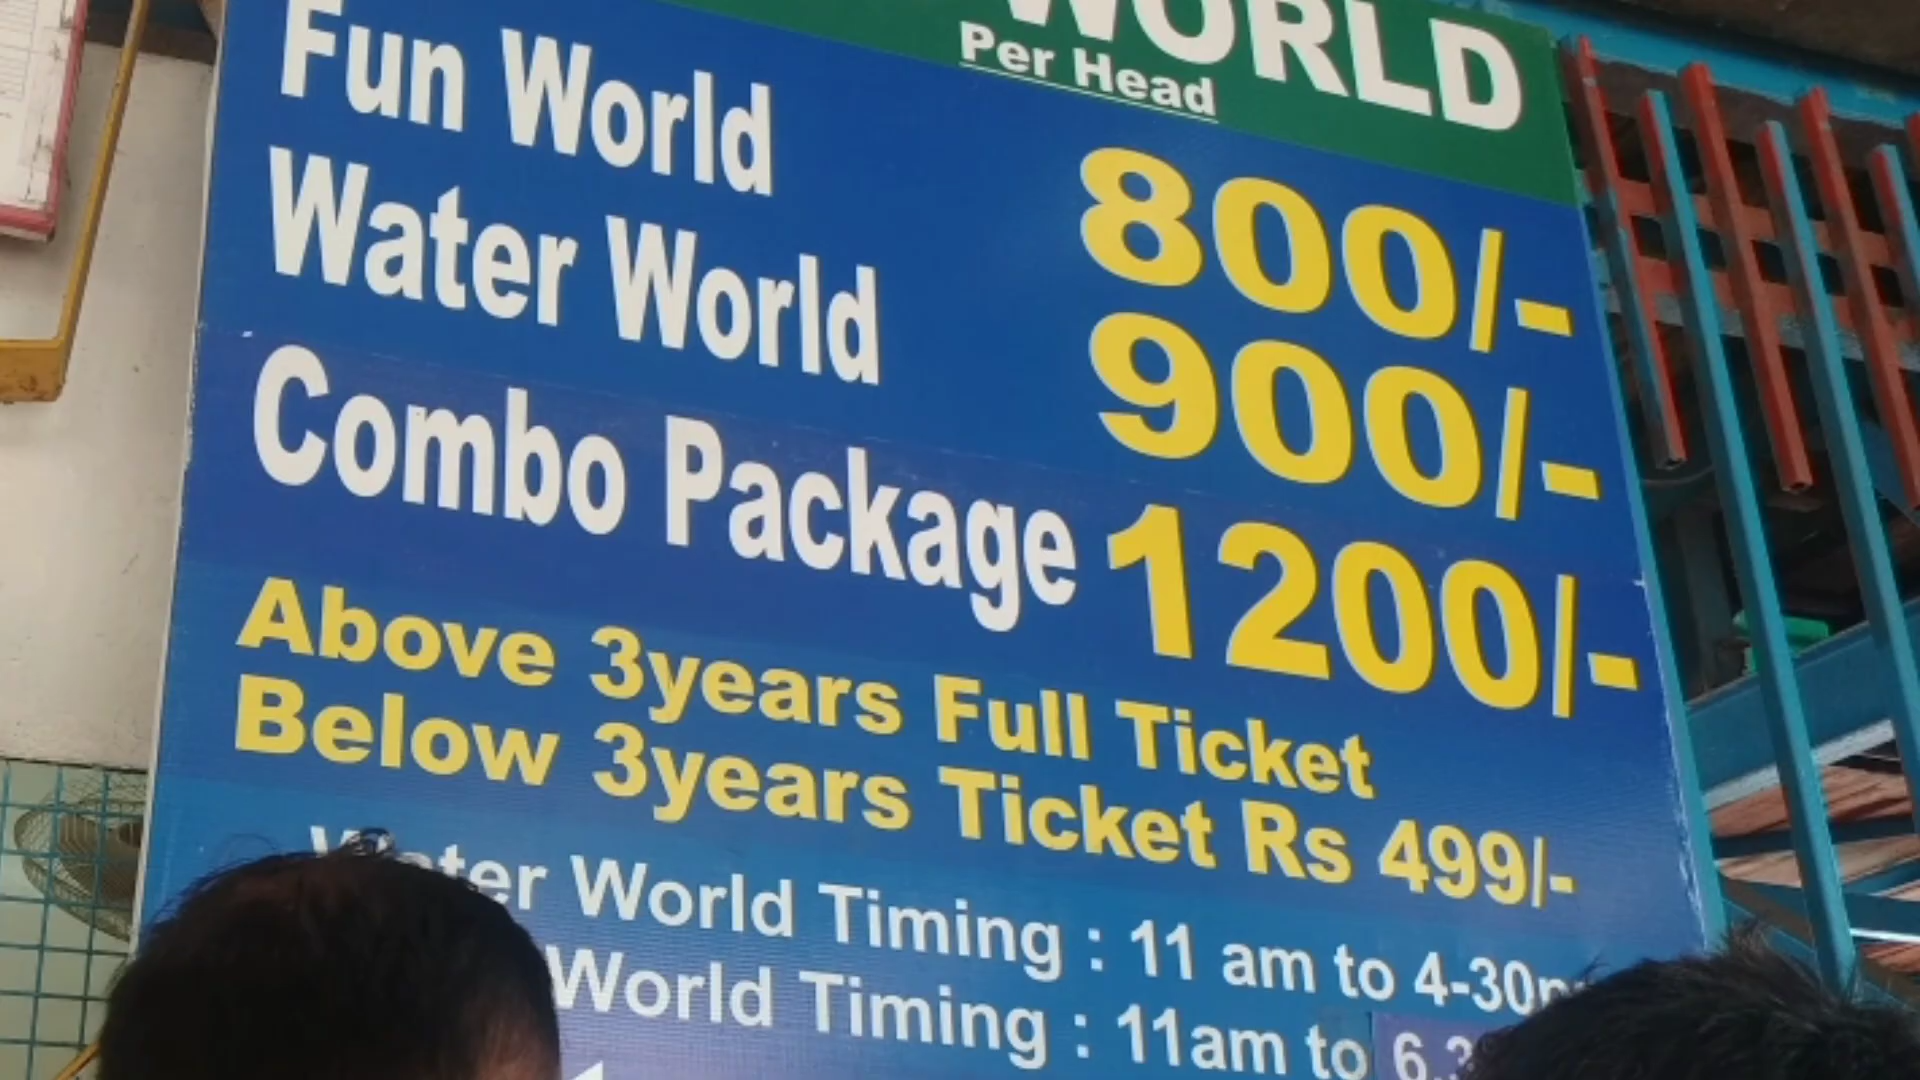 WORLD
Per Head
Fun World 800/-
Water World 900/-
Combo Package 1200/-
Above 3years Full Ticket
Below 3years Ticket Rs 499/-
Water World Timing : 11 am to 4-30
World Timing : 11am to 6.3